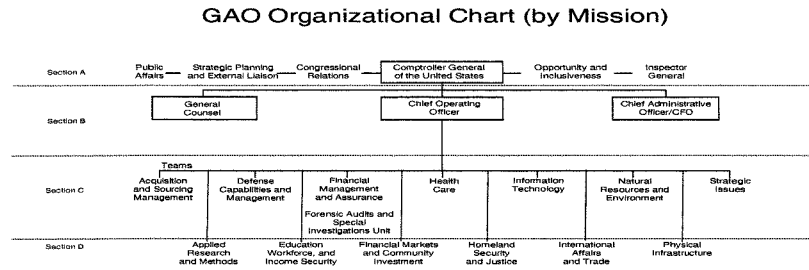 GAO Organizational Chart (by Mission)
Section A
Public
Affairs
Strategic Planning
and External Liaison
Congressional
Relations
Comptroller General
of the United States
Opportunity and
Inclusiveness
Inspector
General
Section B
General
Counsel
Chief Operating
Officer
Chief Administrative
Officer/CFO
Section C
Teams
Acquisition
and Sourcing
Management
Defense
Capabilities and
Management
Financial
Management
and Assurance
Forensic Audits and
Special
Investigations Unit
Health
Care
Information
Technology
Natural
Resources and
Environment
Strategic
Issues
Section D
Applied
Research
and Methods
Education
Workforce, and
Income Security
Financial Markets
and Community
Investment
Homeland
Security
and Justice
International
Affairs
and Trade
Physical
Infrastructure